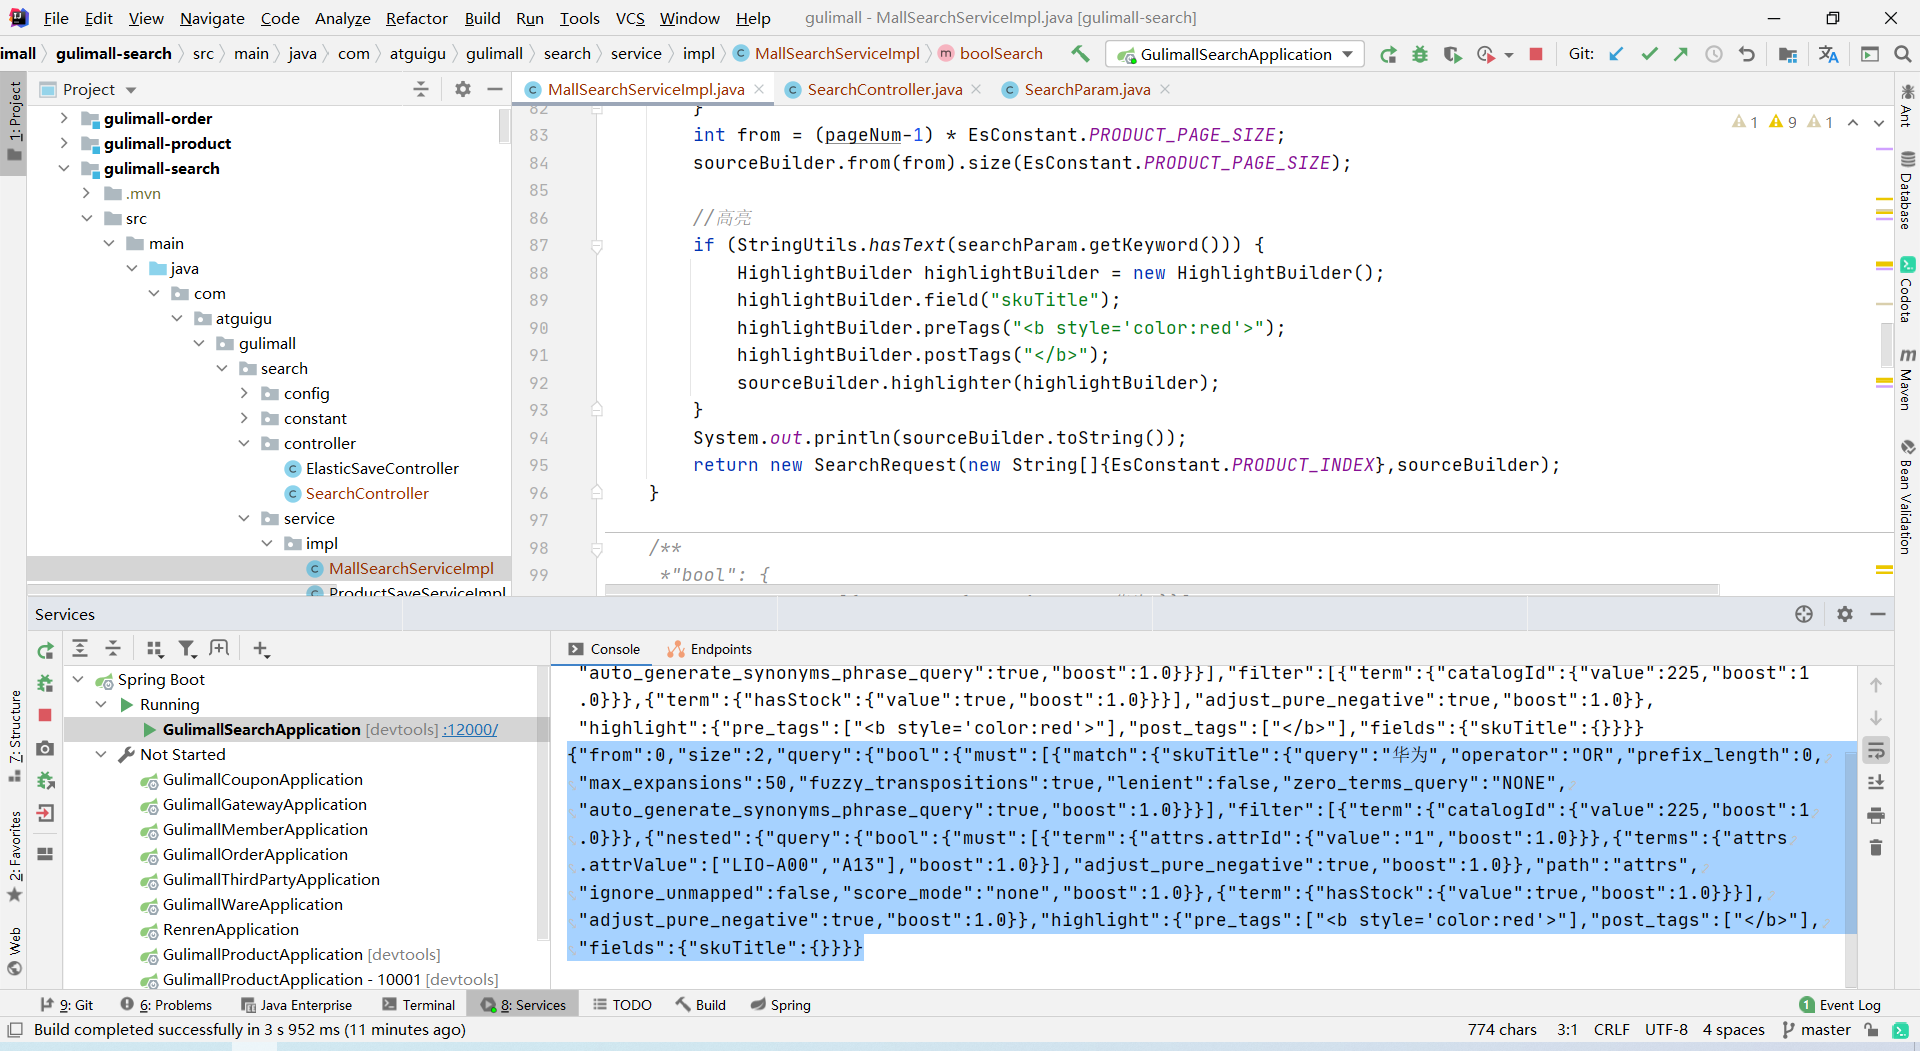 File Edit View Navigate Code Analyze Refactor Build Run Tools VCS Window Help gulimall - MallSearchServiceImpl.java [gulimall-search]
imall gulimall-search src main java com atguigu gulimall search service impl MallSearchServiceImpl boolSearch GulimallSearchApplication Git:
Project
MallSearchServiceImpl.java SearchController.java SearchParam.java
1: Project
gulimall-order
gulimall-product
gulimall-search
.mvn
src
main
java
com
atguigu
gulimall
search
config
constant
controller
ElasticSaveController
SearchController
service
impl
MallSearchServiceImpl
ProductSaveServiceImpl
1 9 1
82 }
83 int from = (pageNum-1) * EsConstant.PRODUCT_PAGE_SIZE;
84 sourceBuilder.from(from).size(EsConstant.PRODUCT_PAGE_SIZE);
85
86 //高亮
87 if (StringUtils.hasText(searchParam.getKeyword())) {
88 HighlightBuilder highlightBuilder = new HighlightBuilder();
89 highlightBuilder.field("skuTitle");
90 highlightBuilder.preTags("<b style='color:red'>");
91 highlightBuilder.postTags("</b>");
92 sourceBuilder.highlighter(highlightBuilder);
93 }
94 System.out.println(sourceBuilder.toString());
95 return new SearchRequest(new String[]{EsConstant.PRODUCT_INDEX},sourceBuilder);
96 }
97
98 /**
99 *"bool": {
Ant
Database
Codota
Maven
Bean Validation
Services
7: Structure
2: Favorites
Web
Spring Boot
Running
GulimallSearchApplication [devtools] :12000/
Not Started
GulimallCouponApplication
GulimallGatewayApplication
GulimallMemberApplication
GulimallOrderApplication
GulimallThirdPartyApplication
GulimallWareApplication
RenrenApplication
GulimallProductApplication [devtools]
GulimallProductApplication - 10001 [devtools]
Console Endpoints
"auto_generate_synonyms_phrase_query":true,"boost":1.0}}}],"filter":[{"term":{"catalogId":{"value":225,"boost":1
.0}}},{"term":{"hasStock":{"value":true,"boost":1.0}}}],"adjust_pure_negative":true,"boost":1.0}},
"highlight":{"pre_tags":["<b style='color:red'>"],"post_tags":["</b>"],"fields":{"skuTitle":{}}}}
{"from":0,"size":2,"query":{"bool":{"must":[{"match":{"skuTitle":{"query":"华为","operator":"OR","prefix_length":0,
"max_expansions":50,"fuzzy_transpositions":true,"lenient":false,"zero_terms_query":"NONE",
"auto_generate_synonyms_phrase_query":true,"boost":1.0}}}],"filter":[{"term":{"catalogId":{"value":225,"boost":1
.0}}},{"nested":{"query":{"bool":{"must":[{"term":{"attrs.attrId":{"value":"1","boost":1.0}}},{"terms":{"attrs
.attrValue":["LIO-A00","A13"],"boost":1.0}}],"adjust_pure_negative":true,"boost":1.0}},"path":"attrs",
"ignore_unmapped":false,"score_mode":"none","boost":1.0}},{"term":{"hasStock":{"value":true,"boost":1.0}}}],
"adjust_pure_negative":true,"boost":1.0}},"highlight":{"pre_tags":["<b style='color:red'>"],"post_tags":["</b>"],
"fields":{"skuTitle":{}}}}
9: Git 6: Problems Java Enterprise Terminal 8: Services TODO Build Spring 1 Event Log
Build completed successfully in 3 s 952 ms (11 minutes ago) 774 chars 3:1 CRLF UTF-8 4 spaces master